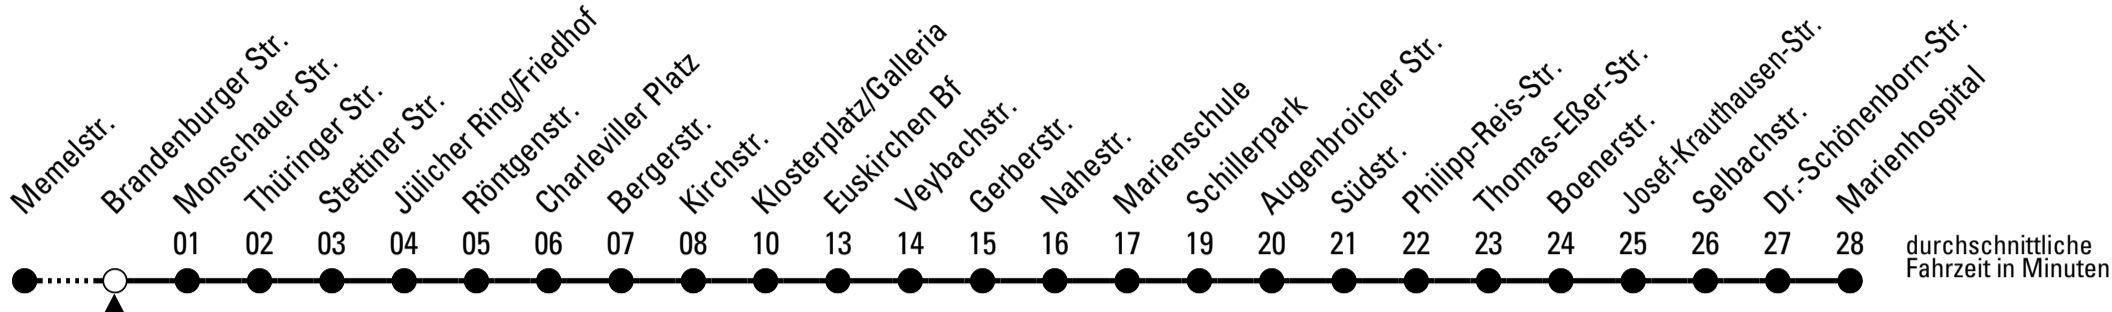 Memelstr.
Brandenburger Str.
Monschauer Str.
Thüringer Str.
Stettiner Str.
Jülicher Ring/Friedhof
Röntgenstr.
Charleviller Platz
Bergerstr.
Kirchstr.
Klosterplatz/Galleria
Euskirchen Bf
Veybachstr.
Gerberstr.
Nahestr.
Marienschule
Schillerpark
Augenbroicher Str.
Südstr.
Philipp-Reis-Str.
Thomas-Eßer-Str.
Boenerstr.
Josef-Krauthausen-Str.
Selbachstr.
Dr.-Schönenborn-Str.
Marienhospital
01 02 03 04 05 06 07 08 10 13 14 15 16 17 19 20 21 22 23 24 25 26 27 28
durchschnittliche
Fahrzeit in Minuten